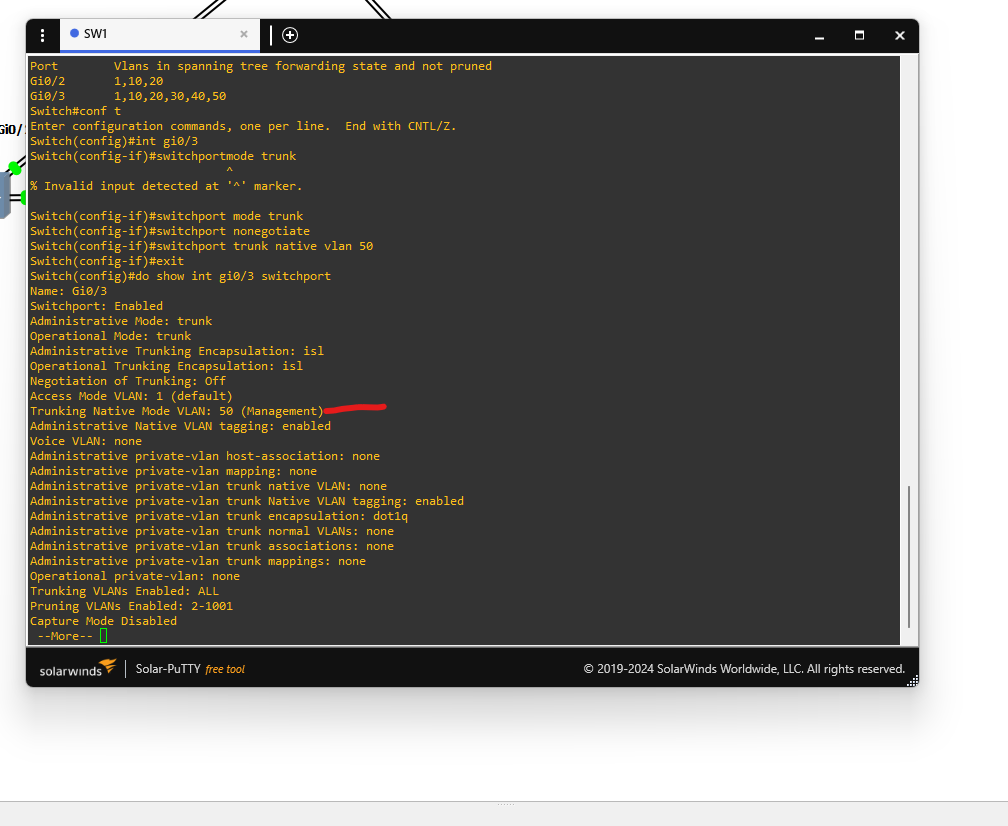 SW1
Port        Vlans in spanning tree forwarding state and not pruned
Gi0/2       1,10,20
Gi0/3       1,10,20,30,40,50
Switch#conf t
Gi0/
Enter configuration commands, one per line.  End with CNTL/Z.
Switch(config)#int gi0/3
Switch(config-if)#switchportmode trunk
                            ^
% Invalid input detected at '^' marker.
Switch(config-if)#switchport mode trunk
Switch(config-if)#switchport nonegotiate
Switch(config-if)#switchport trunk native vlan 50
Switch(config-if)#exit
Switch(config)#do show int gi0/3 switchport
Name: Gi0/3
Switchport: Enabled
Administrative Mode: trunk
Operational Mode: trunk
Administrative Trunking Encapsulation: isl
Operational Trunking Encapsulation: isl
Negotiation of Trunking: Off
Access Mode VLAN: 1 (default)
Trunking Native Mode VLAN: 50 (Management)
Administrative Native VLAN tagging: enabled
Voice VLAN: none
Administrative private-vlan host-association: none
Administrative private-vlan mapping: none
Administrative private-vlan trunk native VLAN: none
Administrative private-vlan trunk Native VLAN tagging: enabled
Administrative private-vlan trunk encapsulation: dot1q
Administrative private-vlan trunk normal VLANs: none
Administrative private-vlan trunk associations: none
Administrative private-vlan trunk mappings: none
Operational private-vlan: none
Trunking VLANs Enabled: ALL
Pruning VLANs Enabled: 2-1001
Capture Mode Disabled
 --More--
solarwinds | Solar-PuTTY free tool
© 2019-2024 SolarWinds Worldwide, LLC. All rights reserved.